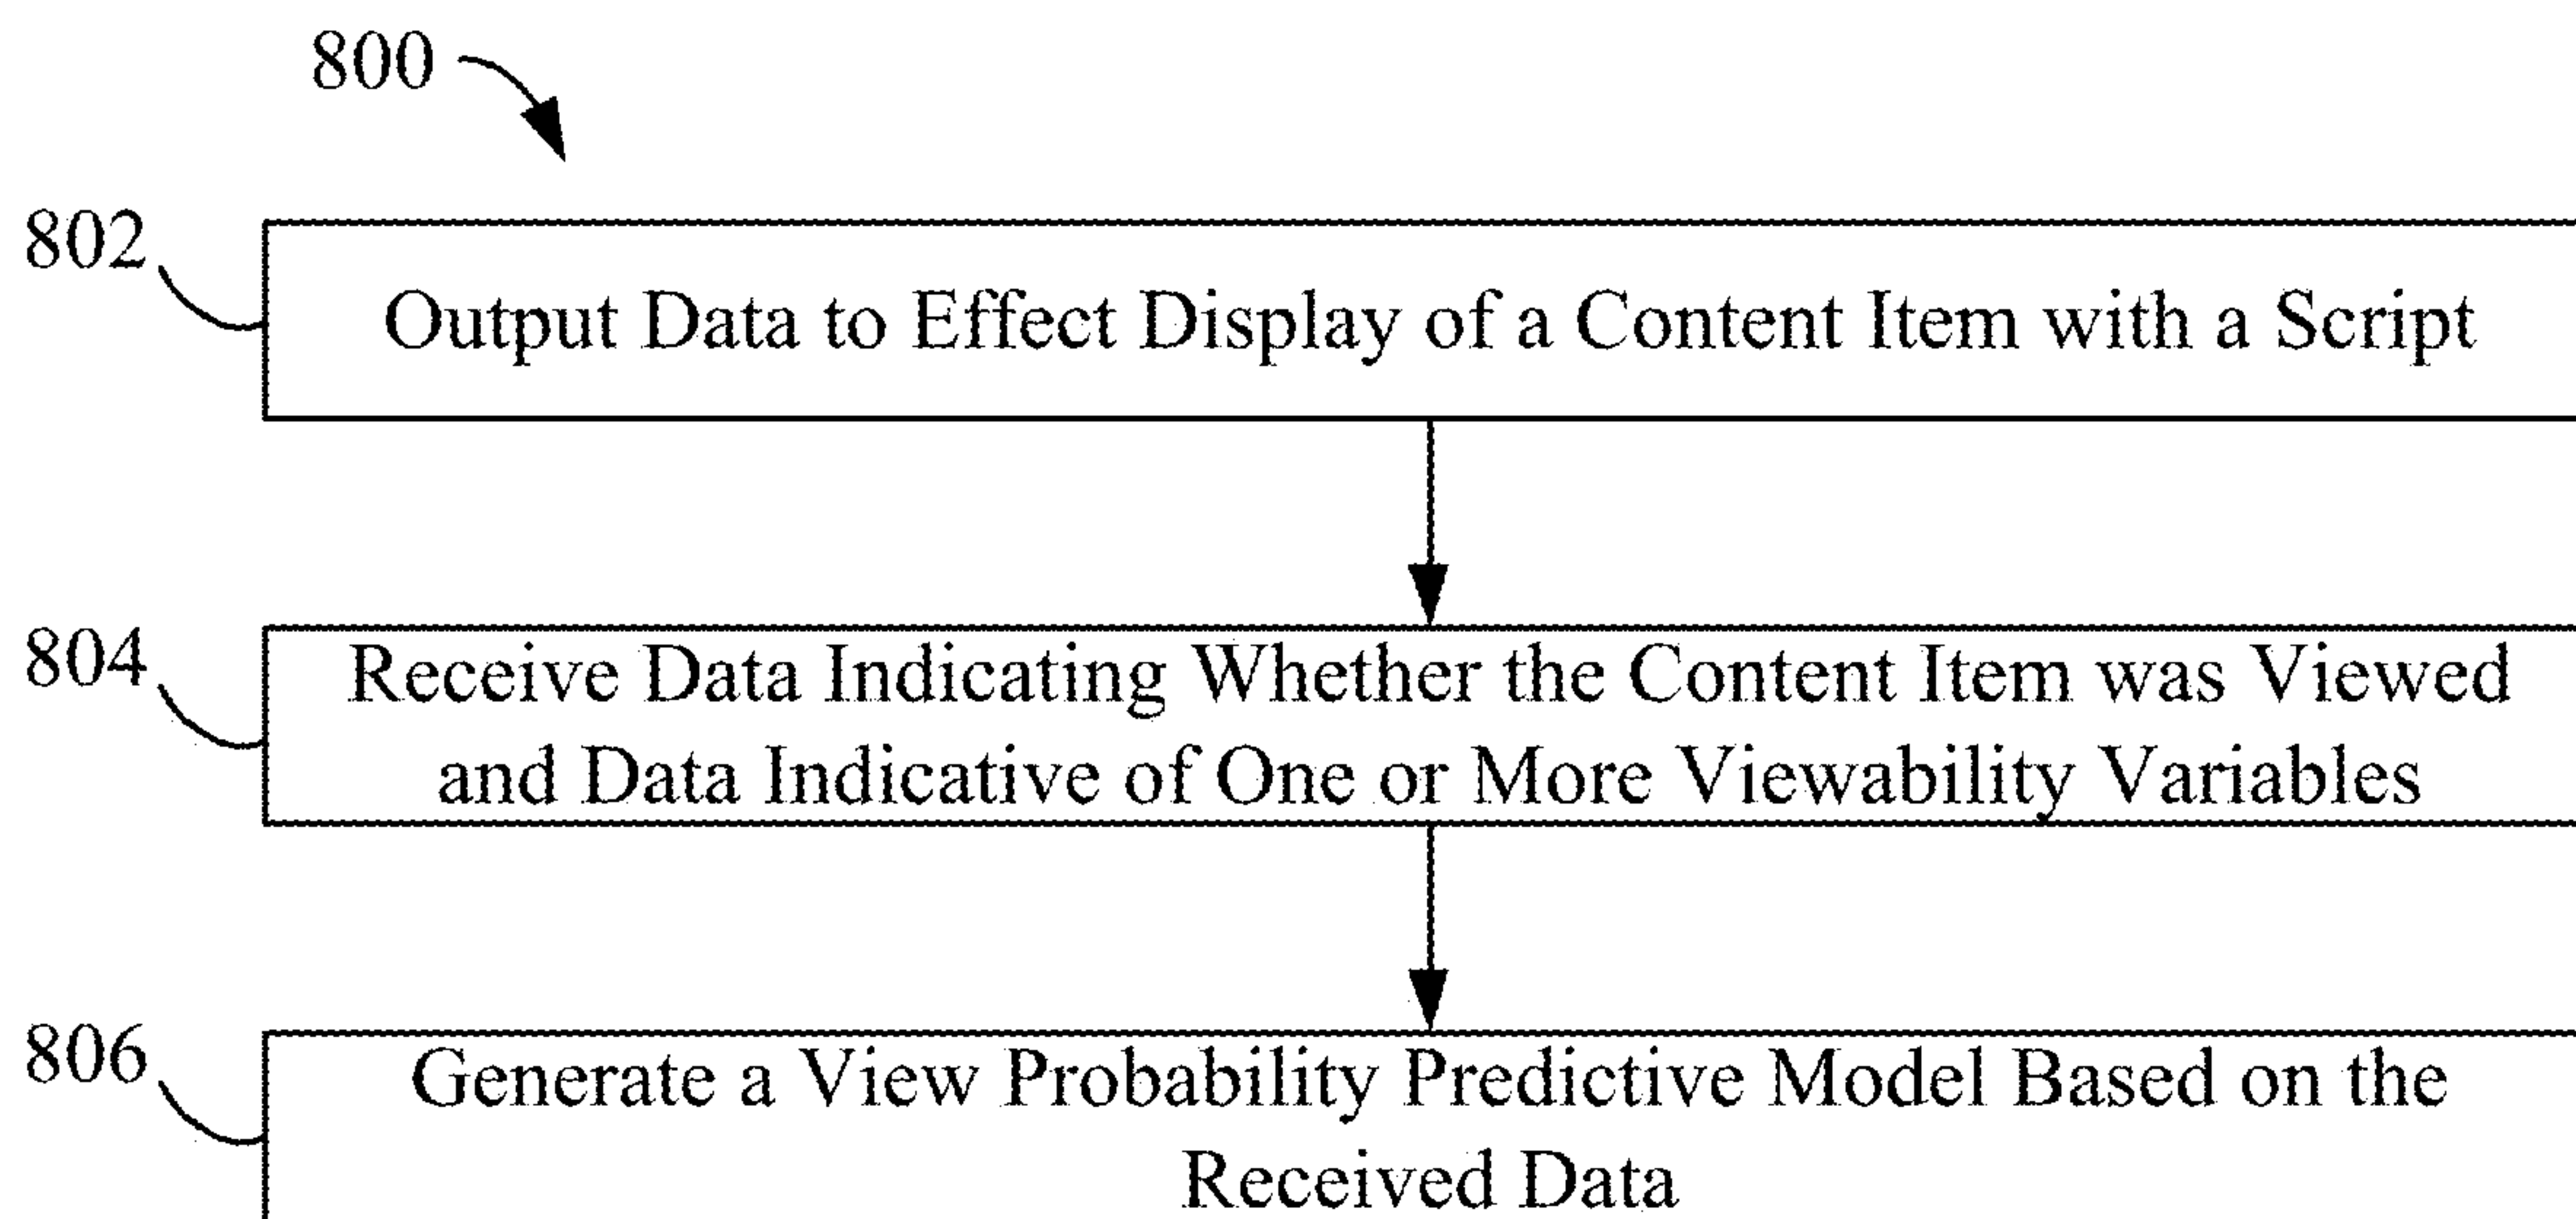 800
802
Output Data to Effect Display of a Content Item with a Script
804
Receive Data Indicating Whether the Content Item was Viewed
and Data Indicative of One or More Viewability Variables
806
Generate a View Probability Predictive Model Based on the
Received Data